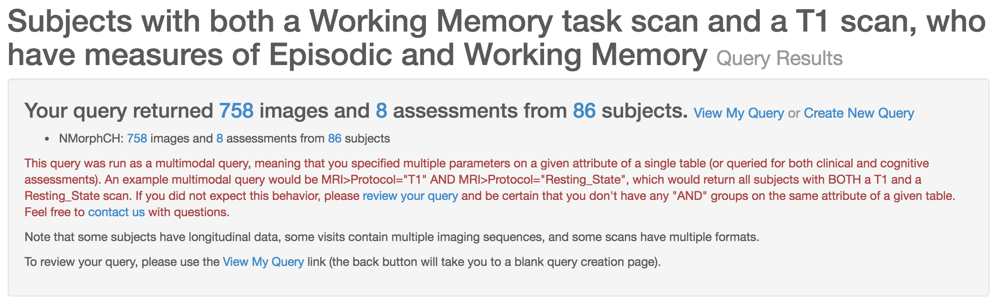 Subjects with both a Working Memory task scan and a T1 scan, who
have measures of Episodic and Working Memory Query Results
Your query returned 758 images and 8 assessments from 86 subjects. View My Query or Create New Query
• NMorphCH: 758 images and 8 assessments from 86 subjects
This query was run as a multimodal query, meaning that you specified multiple parameters on a given attribute of a single table (or queried for both clinical and cognitive
assessments). An example multimodal query would be MRI>Protocol="T1" AND MRI>Protocol="Resting_State", which would return all subjects with BOTH a T1 and a
Resting_State scan. If you did not expect this behavior, please review your query and be certain that you don't have any "AND" groups on the same attribute of a given table.
Feel free to contact us with questions.
Note that some subjects have longitudinal data, some visits contain multiple imaging sequences, and some scans have multiple formats.
To review your query, please use the View My Query link (the back button will take you to a blank query creation page).